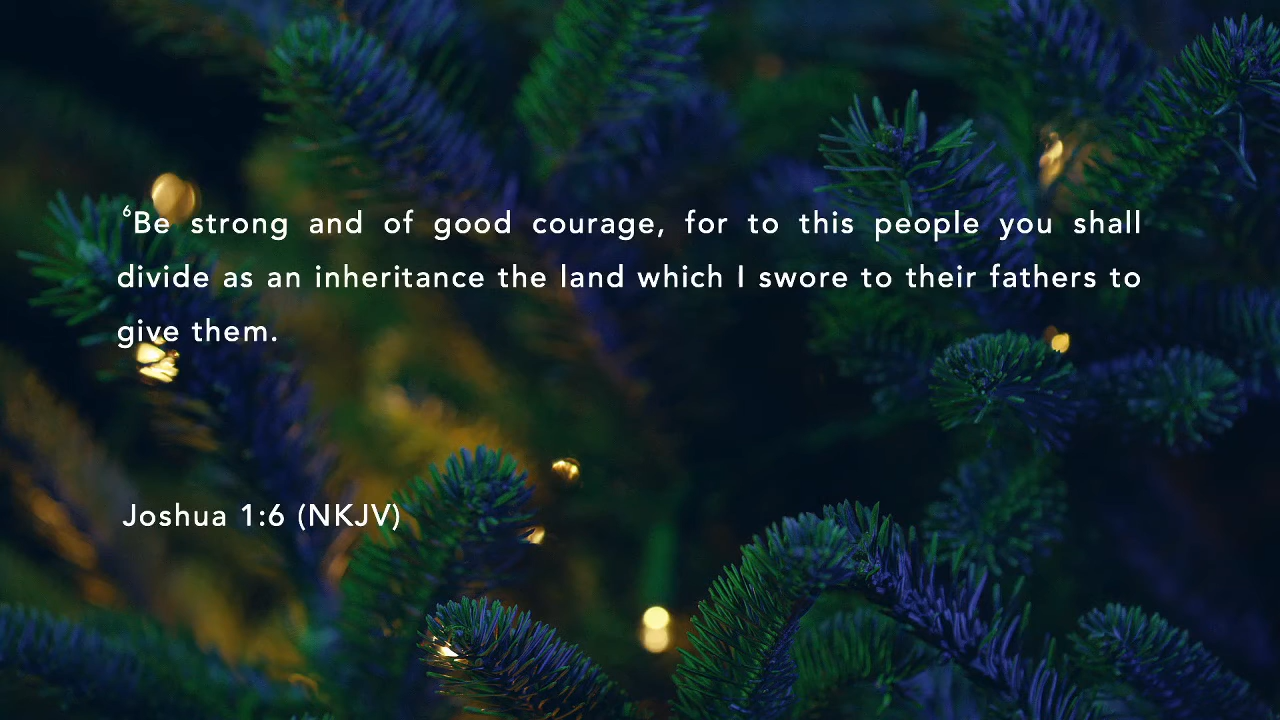 ⁶Be strong and of good courage, for to this people you shall
divide as an inheritance the land which I swore to their fathers to
give them.
Joshua 1:6 (NKJV)